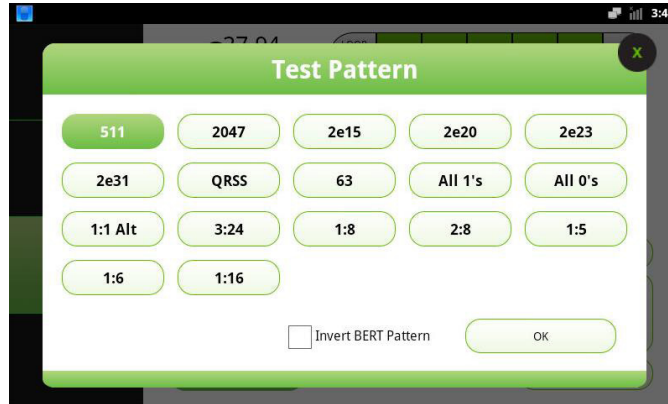 3:4
Test Pattern
X
511 2047 2e15 2e20 2e23
2e31 QRSS 63 All 1's All 0's
1:1 Alt 3:24 1:8 2:8 1:5
1:6 1:16
Invert BERT Pattern OK